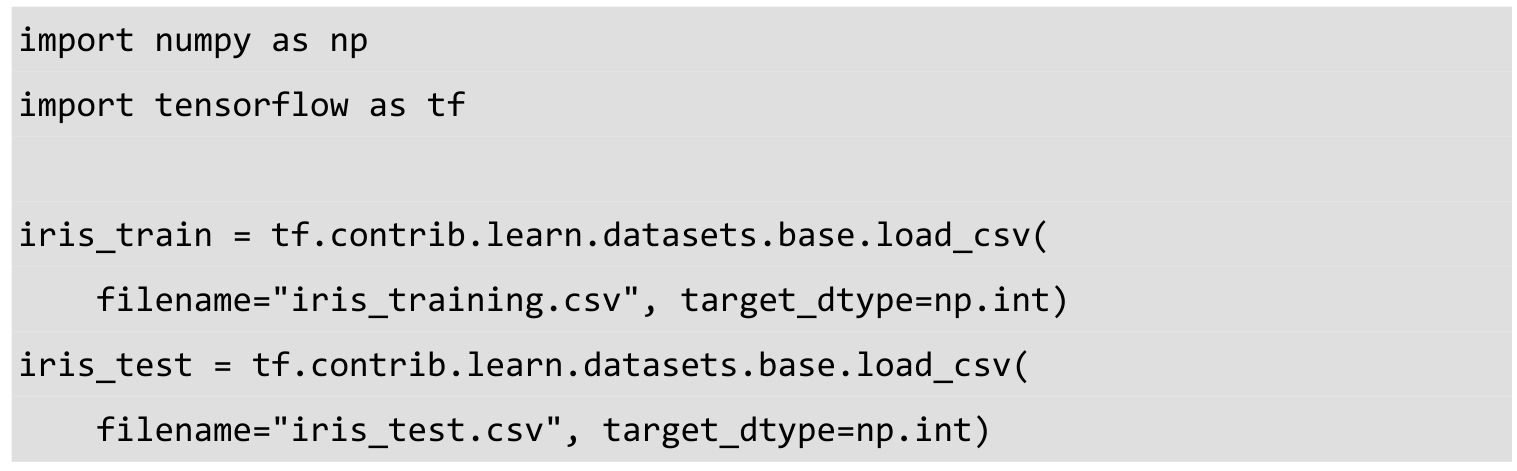 import numpy as np
import tensorflow as tf
iris_train = tf.contrib.learn.datasets.base.load_csv(
    filename="iris_training.csv", target_dtype=np.int)
iris_test = tf.contrib.learn.datasets.base.load_csv(
    filename="iris_test.csv", target_dtype=np.int)